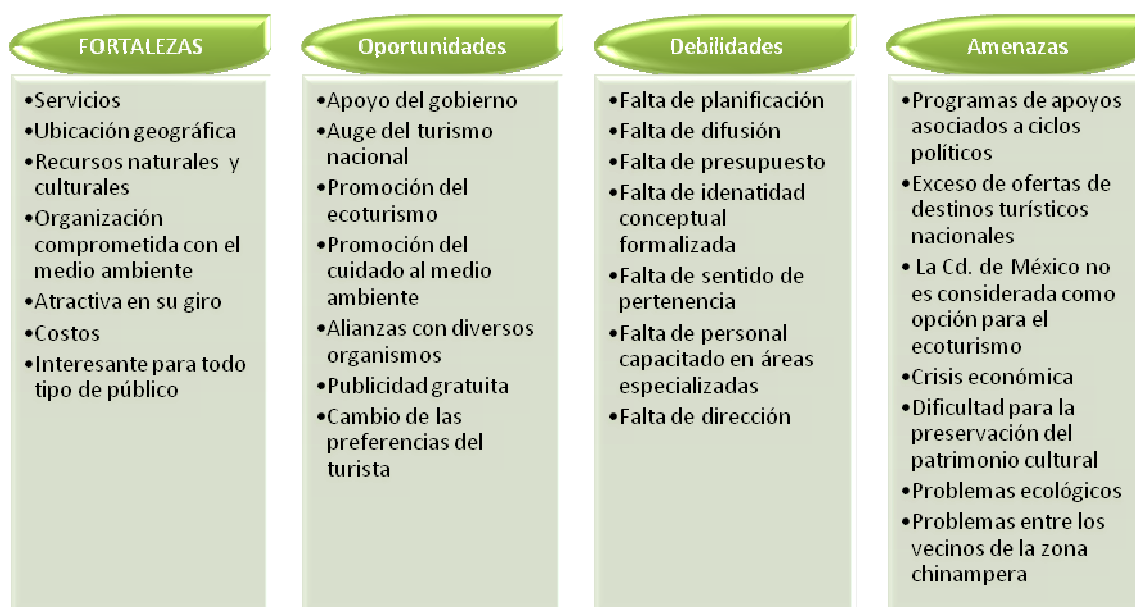 FORTALEZAS
•Servicios
•Ubicación geográfica
•Recursos naturales y
culturales
•Organización
comprometida con el
medio ambiente
•Atractiva en su giro
•Costos
•Interesante para todo
tipo de público
Oportunidades
•Apoyo del gobierno
•Auge del turismo
nacional
•Promoción del
ecoturismo
•Promoción del
cuidado al medio
ambiente
•Alianzas con diversos
organismos
•Publicidad gratuita
•Cambio de las
preferencias del
turista
Debilidades
•Falta de planificación
•Falta de difusión
•Falta de presupuesto
•Falta de idenatidad
conceptual
formalizada
•Falta de sentido de
pertenencia
•Falta de personal
capacitado en áreas
especializadas
•Falta de dirección
Amenazas
•Programas de apoyos
asociados a ciclos
políticos
•Exceso de ofertas de
destinos turísticos
nacionales
• La Cd. de México no
es considerada como
opción para el
ecoturismo
•Crisis económica
•Dificultad para la
preservación del
patrimonio cultural
•Problemas ecológicos
•Problemas entre los
vecinos de la zona
chinampera